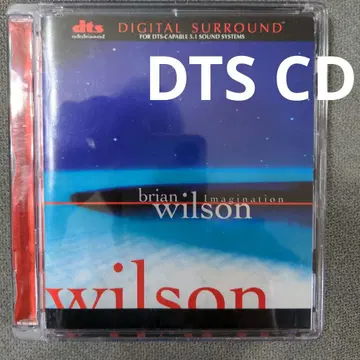 dts DIGITAL SURROUND®
FOR DTS-CAPABLE 5.1 SOUND SYSTEMS
DTS CD
brian Imagination
wilson
wilson